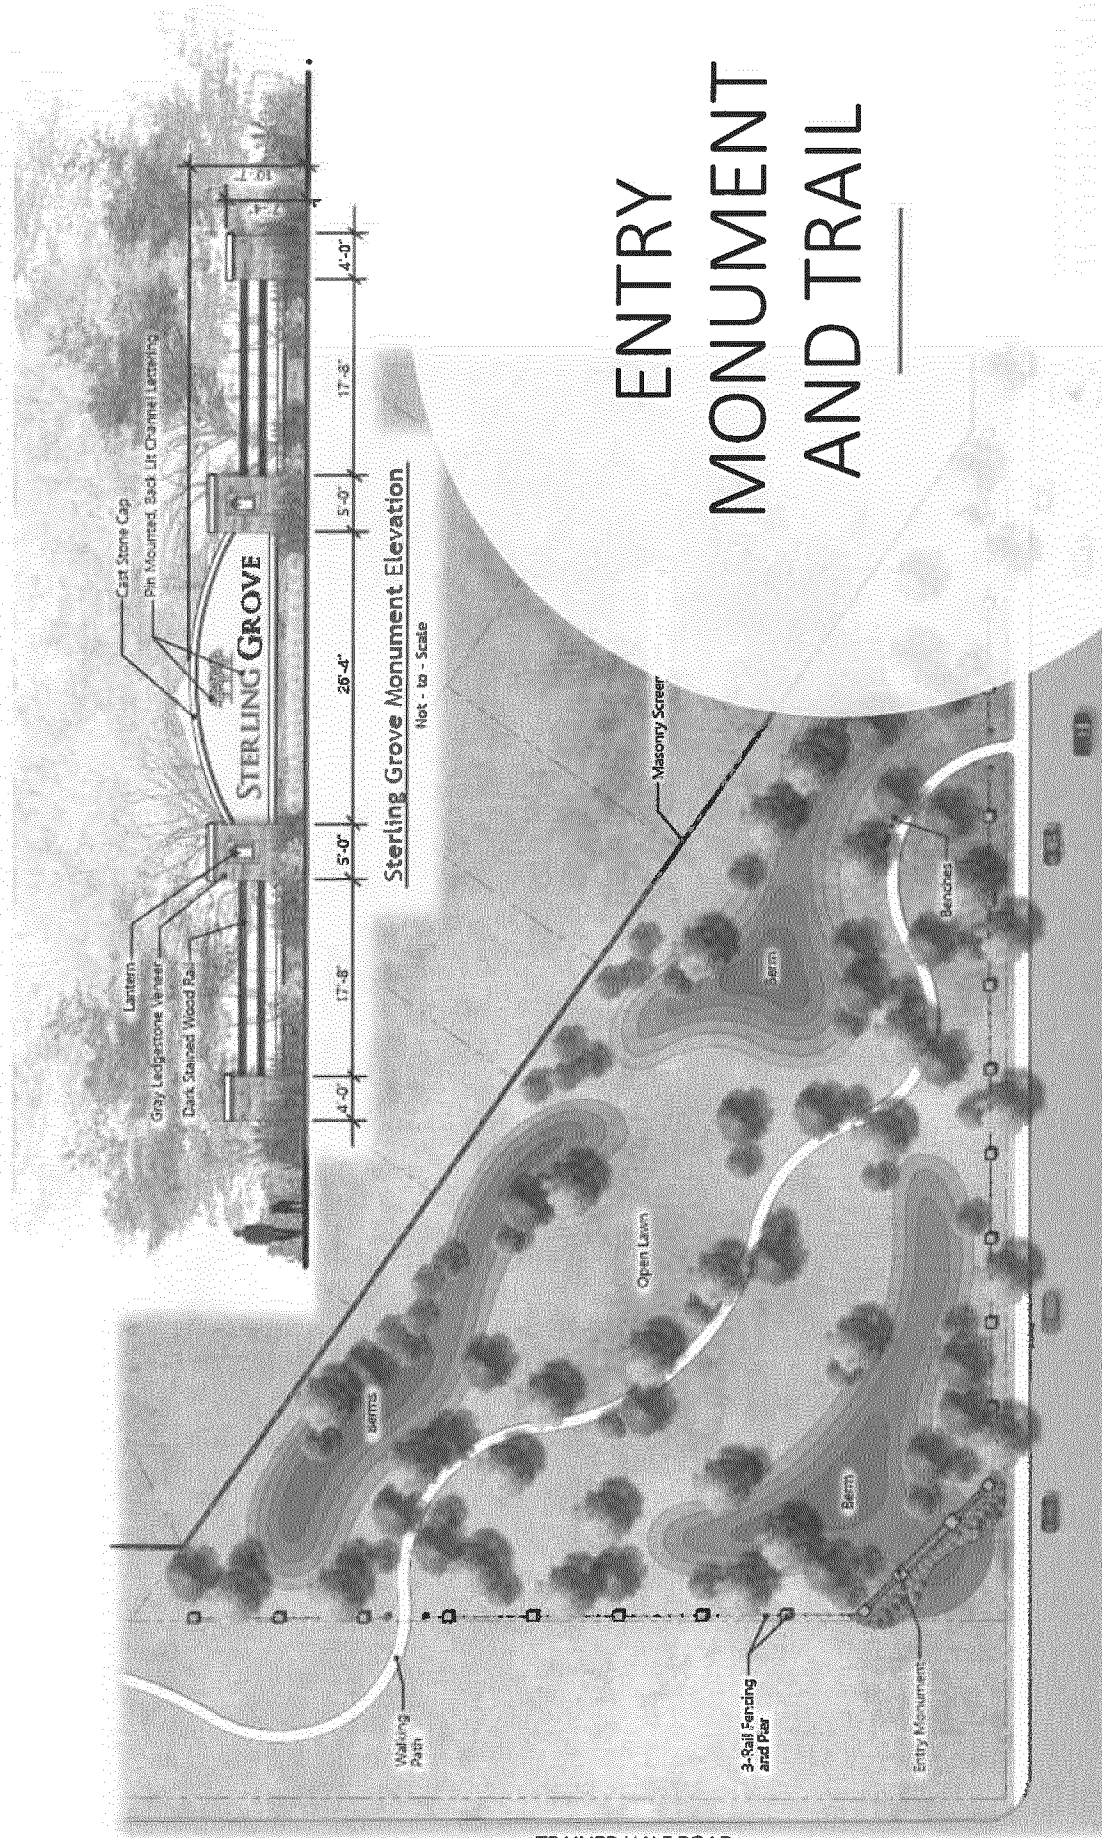 ENTRY
MONUMENT
AND TRAIL
Cast Stone Cap
Pin Mounted, Back Lit Channel Lettering
Lantern
Gray Ledgestone Veneer
Dark Stained Wood Rail
STERLING GROVE
10'-7"
4'-0"
17'-8"
5'-0"
26'-4"
5'-0"
17'-8"
4'-0"
Sterling Grove Monument Elevation
Not - to - Scale
Masonry Screen
Berms
Open Lawn
Berm
Benches
Berm
Walking
Path
3-Rail Fencing
and Pier
Entry Monument